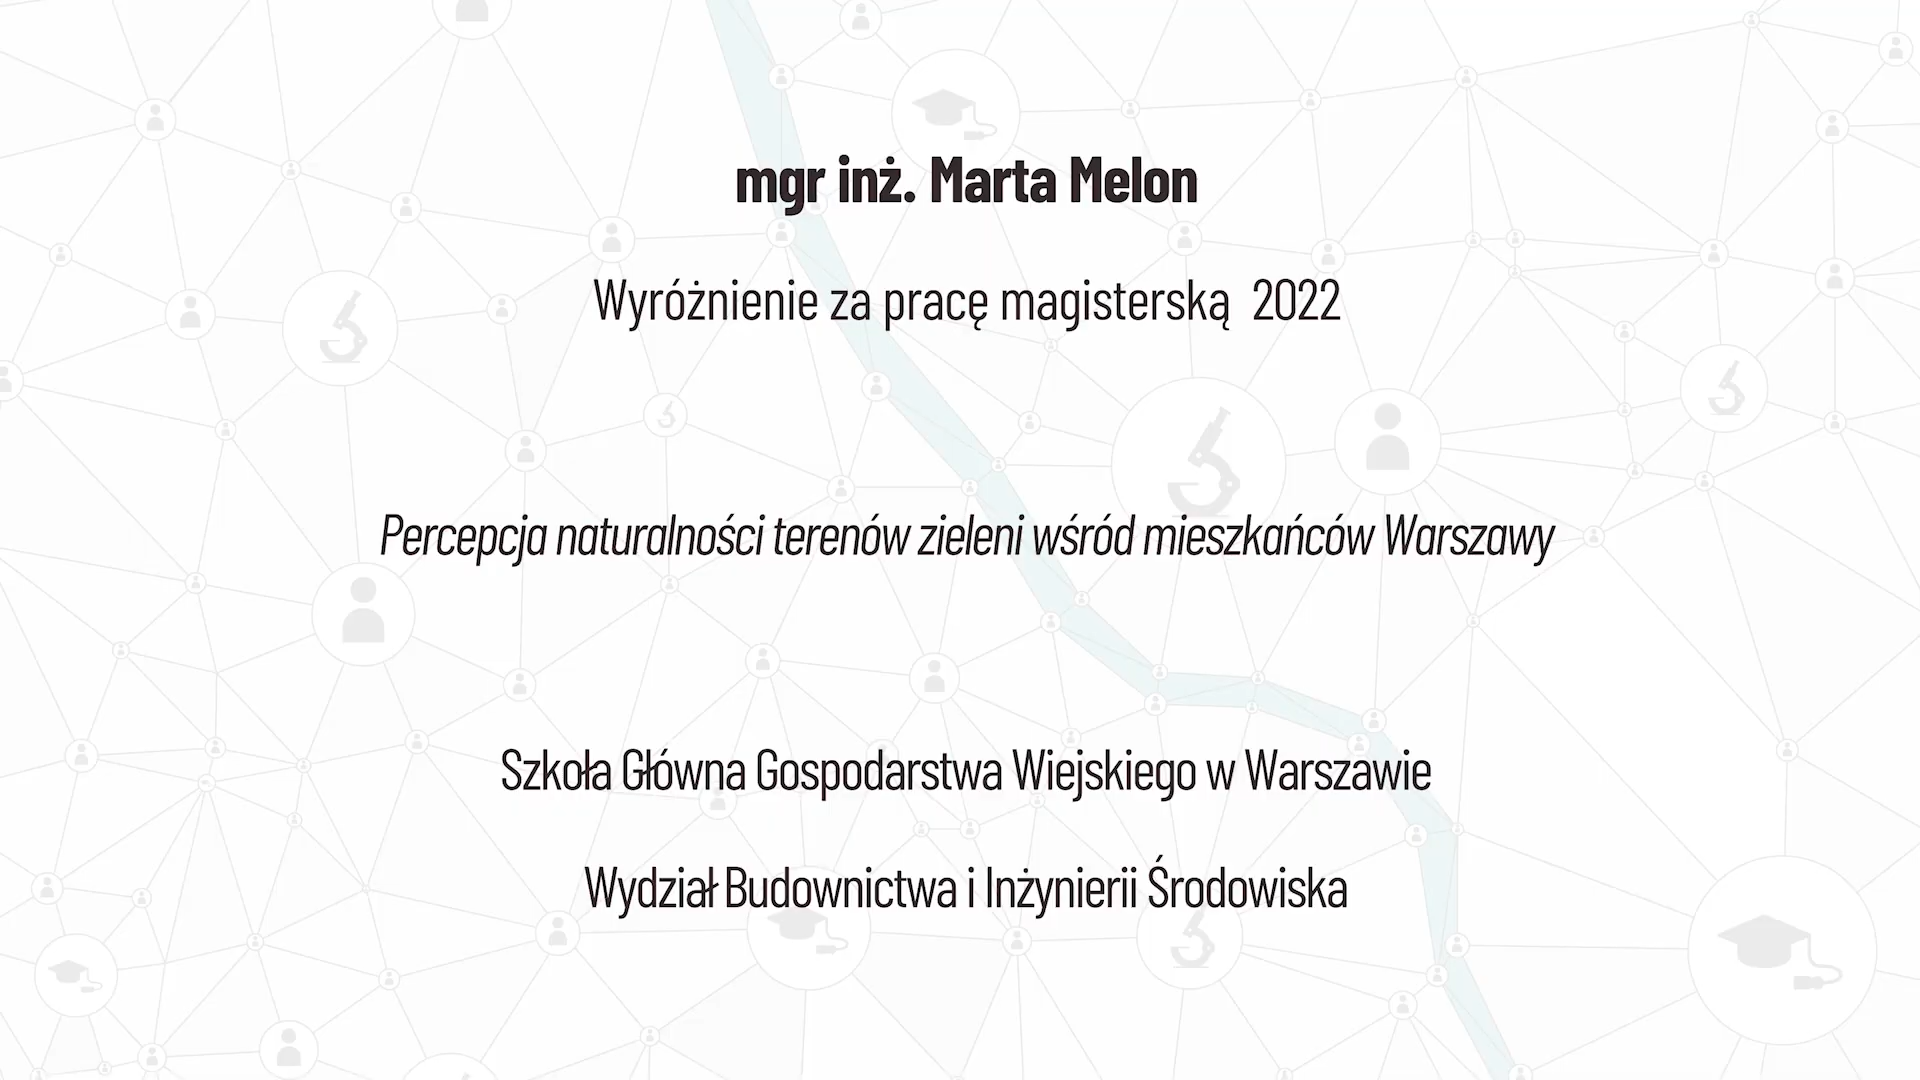 mgr inż. Marta Melon
Wyróżnienie za pracę magisterską 2022
Percepcja naturalności terenów zieleni wśród mieszkańców Warszawy
Szkoła Główna Gospodarstwa Wiejskiego w Warszawie
Wydział Budownictwa i Inżynierii Środowiska